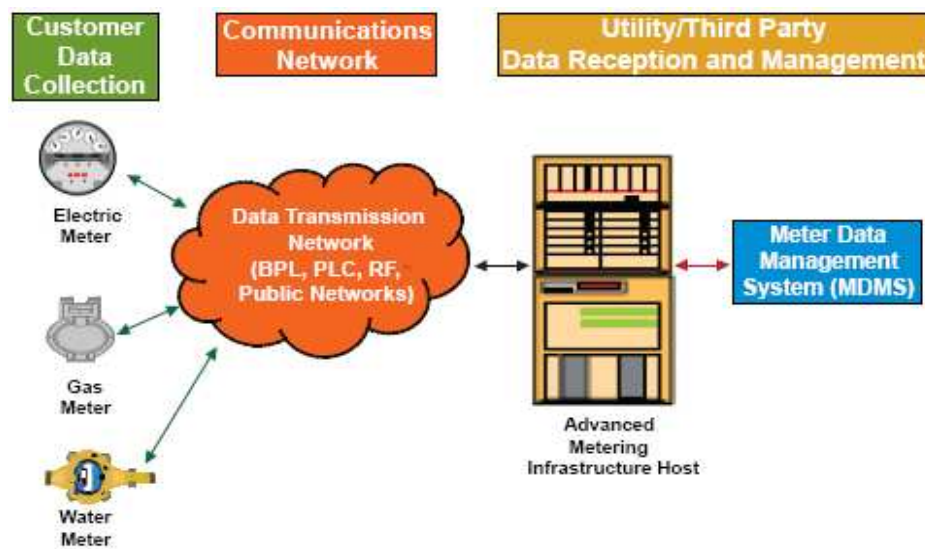 Customer
Data
Collection
Communications
Network
Utility/Third Party
Data Reception and Management
Electric
Meter
Gas
Meter
Water
Meter
Data Transmission
Network
(BPL, PLC, RF,
Public Networks)
Advanced
Metering
Infrastructure Host
Meter Data
Management
System (MDMS)